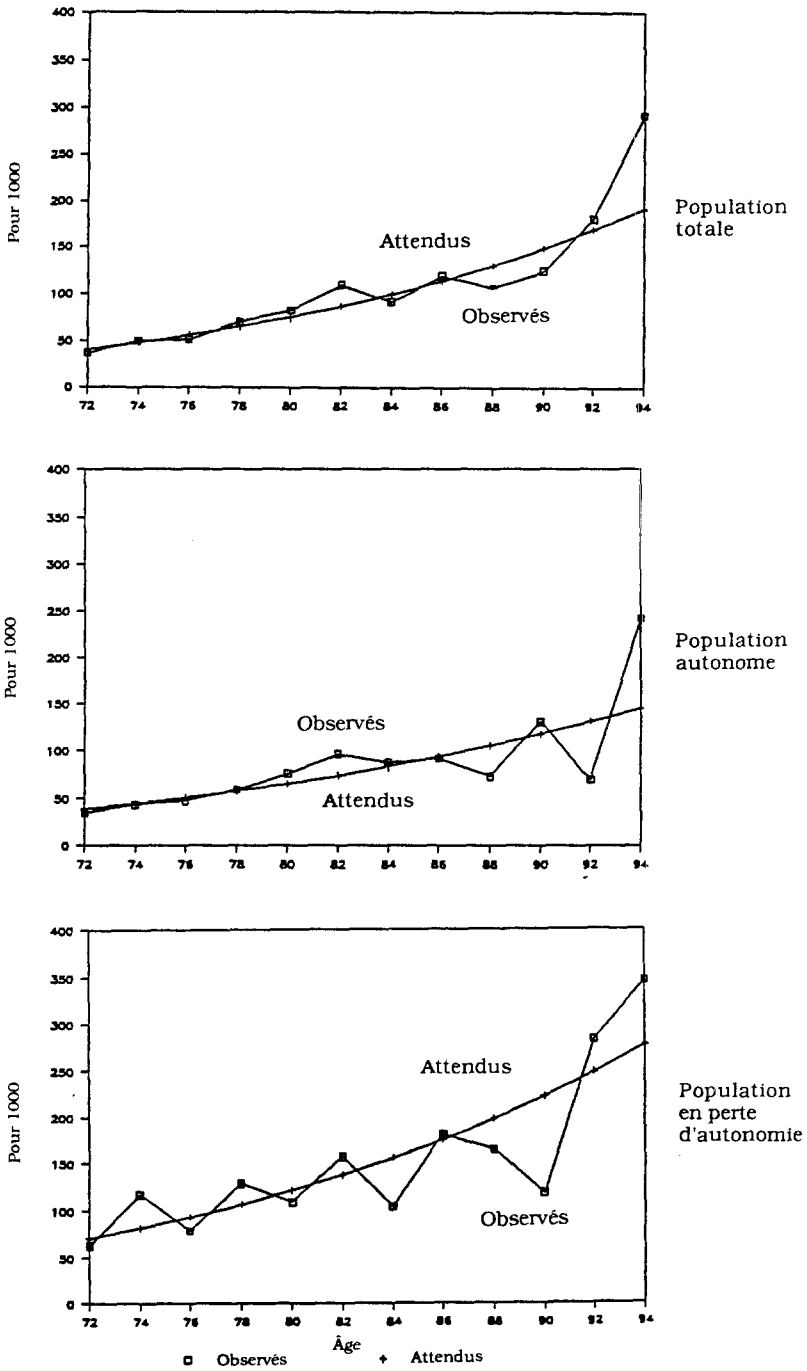 400
350
300
250
200
150
100
50
0
Pour 1000
Attendus
Observés
Population
totale
72 74 76 78 80 82 84 86 88 90 92 94
400
350
300
250
200
150
100
50
0
Pour 1000
Observés
Attendus
Population
autonome
72 74 76 78 80 82 84 86 88 90 92 94
400
350
300
250
200
150
100
50
0
Pour 1000
Attendus
Observés
Population
en perte
d'autonomie
72 74 76 78 80 82 84 86 88 90 92 94
Âge
Observés Attendus